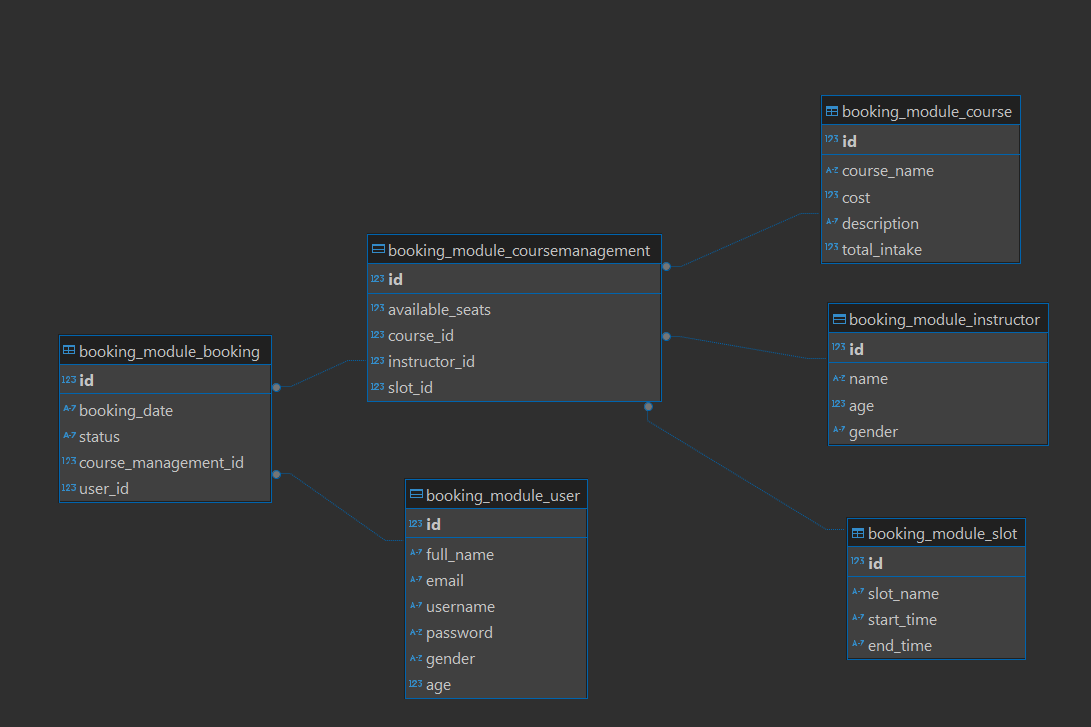 booking_module_course
123 id
A-Z course_name
123 cost
A-Z description
123 total_intake
booking_module_coursemanagement
123 id
123 available_seats
123 course_id
123 instructor_id
123 slot_id
booking_module_instructor
123 id
A-Z name
123 age
A-Z gender
booking_module_booking
123 id
A-Z booking_date
A-Z status
123 course_management_id
123 user_id
booking_module_user
123 id
A-Z full_name
A-Z email
A-Z username
A-Z password
A-Z gender
123 age
booking_module_slot
123 id
A-Z slot_name
A-Z start_time
A-Z end_time